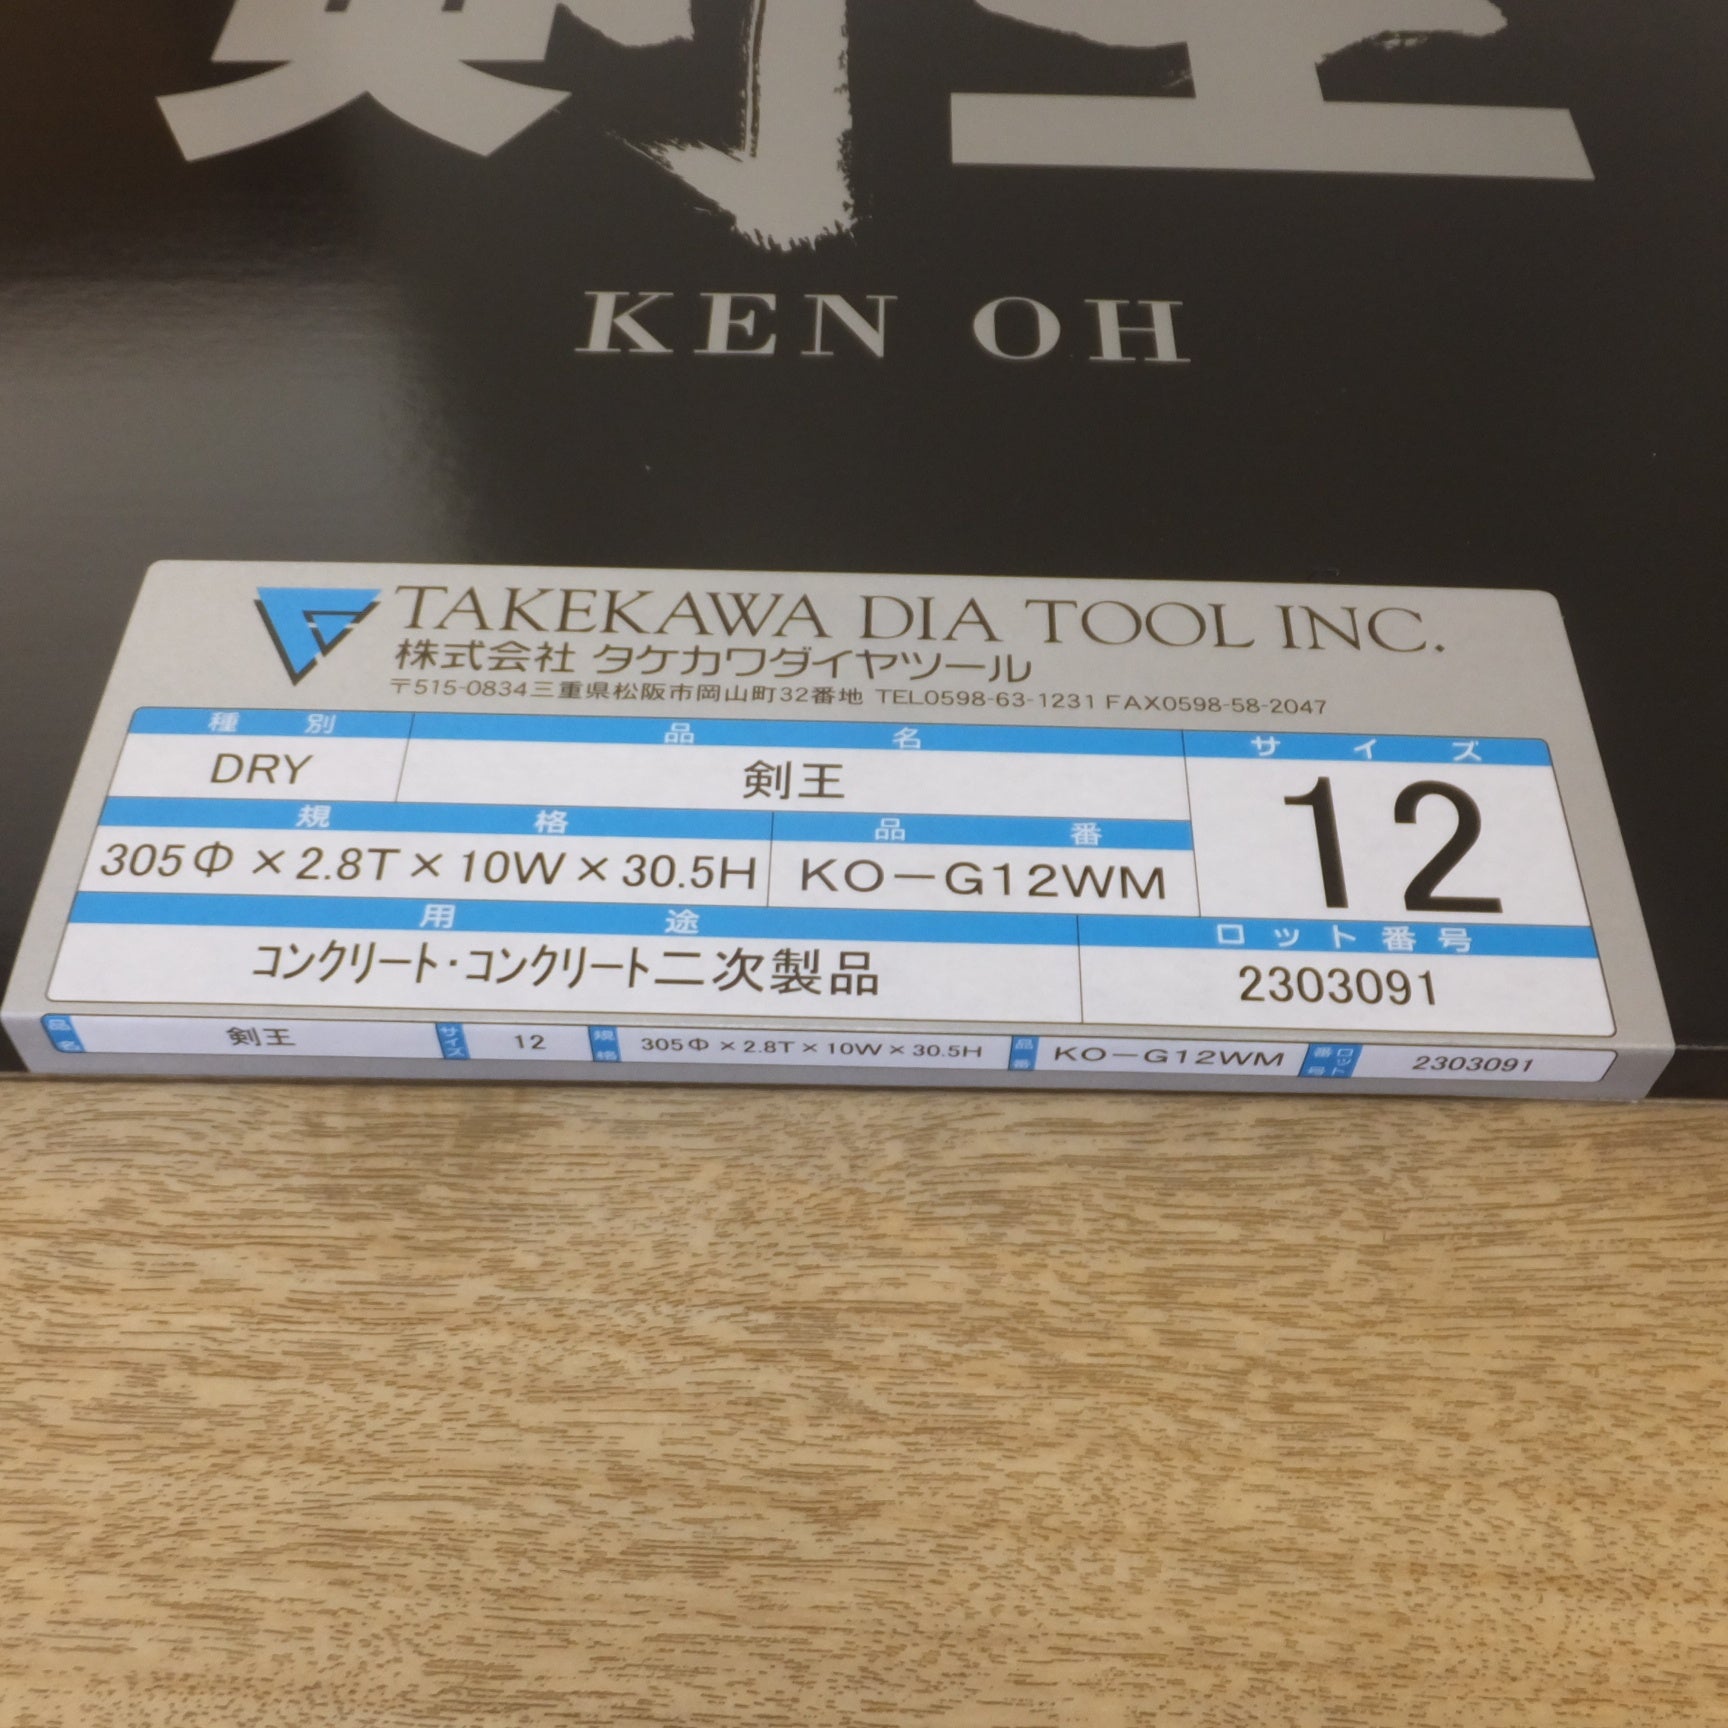 剣王
KEN OH
TAKEKAWA DIA TOOL INC.
株式会社 タケカワダイヤツール
〒515-0834三重県松阪市岡山町32番地 TEL0598-63-1231 FAX0598-58-2047
種別 品名 サイズ
DRY 剣王 12
規格 品番
305Φ×2.8T×10W×30.5H KO－G12WM
用途 ロット番号
コンクリート・コンクリート二次製品 2303091
品名 剣王 サイズ 12 規格 305Φ×2.8T×10W×30.5H 品番 KO－G12WM ロット番号 2303091